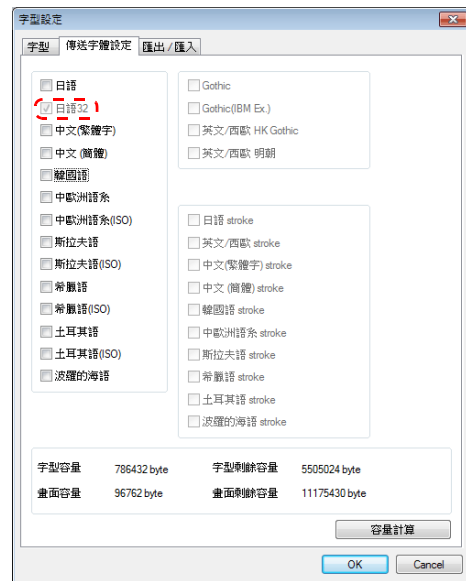 字型設定
字型 傳送字體設定 匯出/匯入
日語
日語32
中文(繁體字)
中文 (簡體)
韓國語
中歐洲語系
中歐洲語系(ISO)
斯拉夫語
斯拉夫語(ISO)
希臘語
希臘語(ISO)
土耳其語
土耳其語(ISO)
波羅的海語
Gothic
Gothic(IBM Ex.)
英文/西歐 HK Gothic
英文/西歐 明朝
日語 stroke
英文/西歐 stroke
中文(繁體字) stroke
中文 (簡體) stroke
韓國語 stroke
中歐洲語系 stroke
斯拉夫語 stroke
希臘語 stroke
土耳其語 stroke
波羅的海語 stroke
字型容量 786432 byte 字型剩餘容量 5505024 byte
畫面容量 96762 byte 畫面剩餘容量 11175430 byte
容量計算
OK Cancel